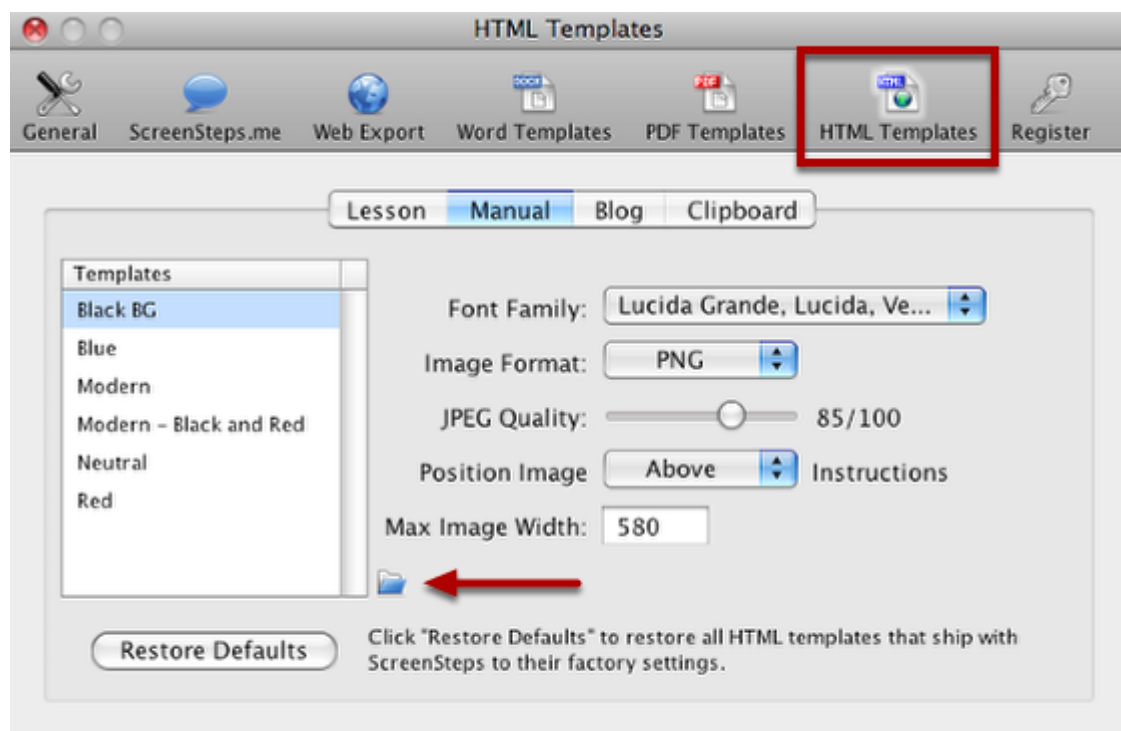 HTML Templates
General ScreenSteps.me Web Export Word Templates PDF Templates HTML Templates Register
Lesson Manual Blog Clipboard
Templates
Black BG
Blue
Modern
Modern – Black and Red
Neutral
Red
Font Family: Lucida Grande, Lucida, Ve...
Image Format: PNG
JPEG Quality: 85/100
Position Image Above Instructions
Max Image Width: 580
Restore Defaults
Click "Restore Defaults" to restore all HTML templates that ship with
ScreenSteps to their factory settings.